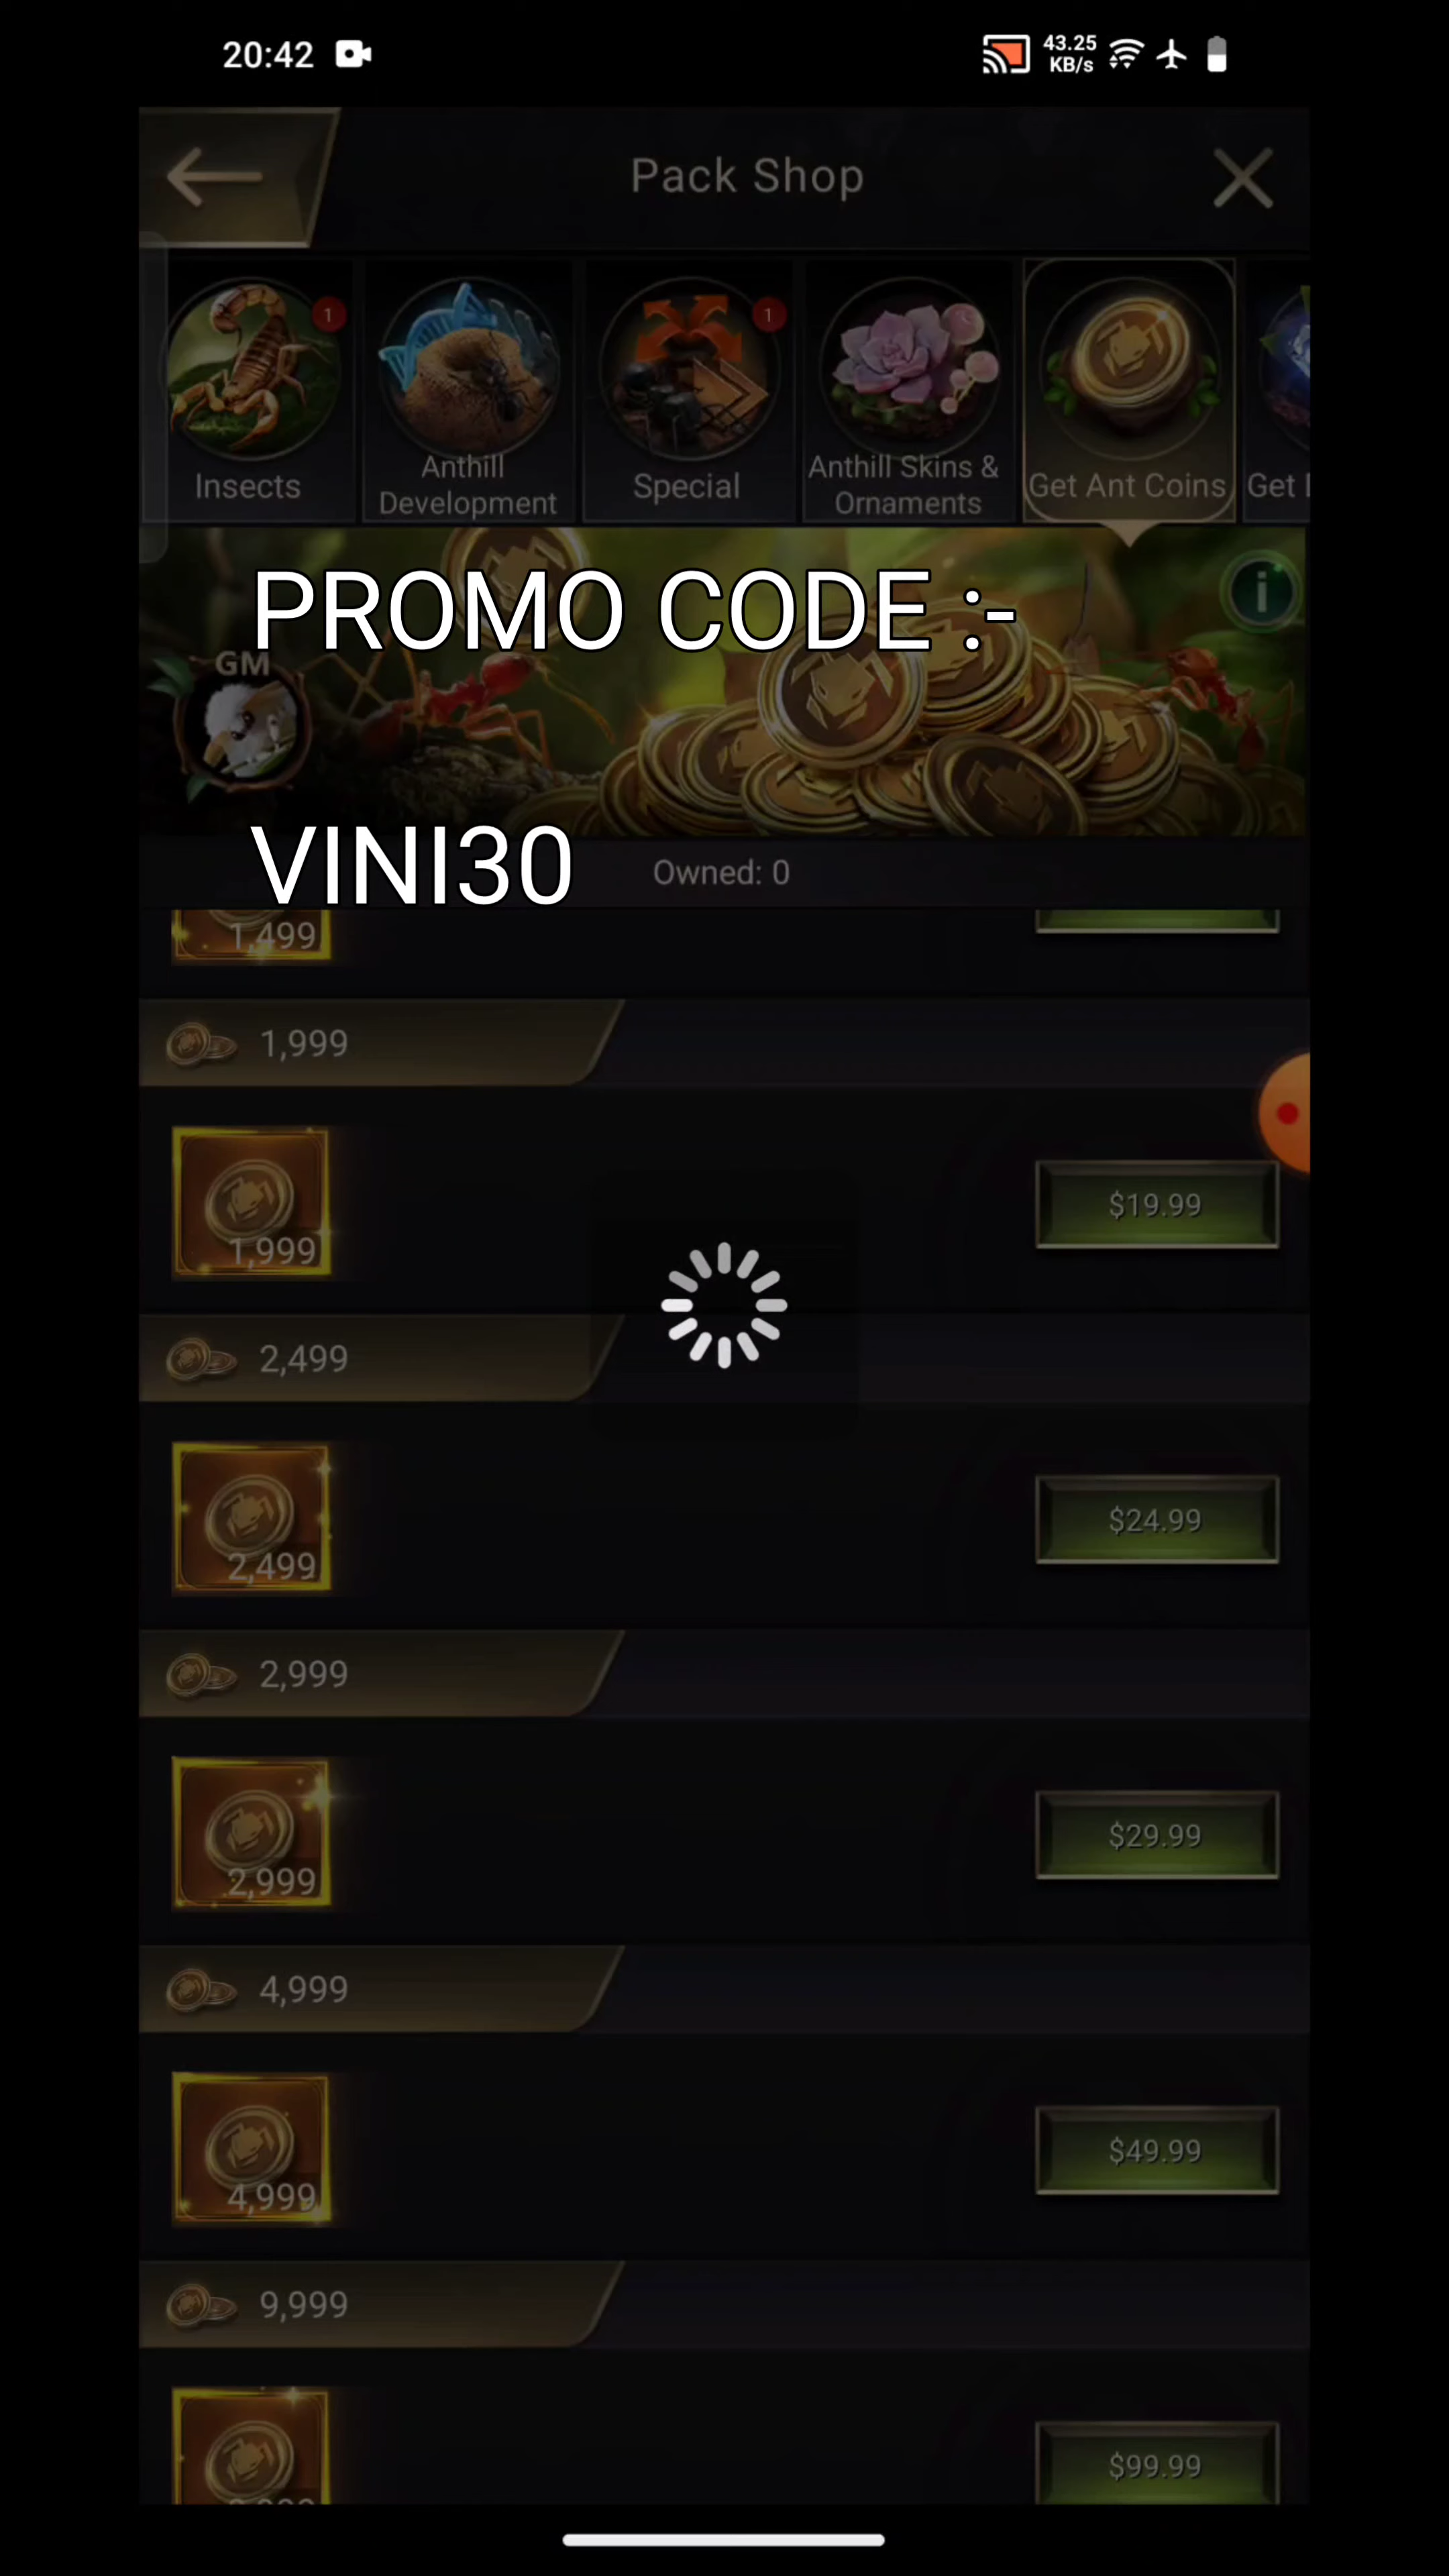 20:42
43.25
KB/s
Pack Shop
1
1
Insects
Anthill
Development
Special
Anthill Skins &
Ornaments
Get Ant Coins
Get
PROMO CODE :-
GM
i
VINI30
Owned: 0
1,499
1,999
1,999
$19.99
2,499
2,499
$24.99
2,999
2,999
$29.99
4,999
4,999
$49.99
9,999
$99.99